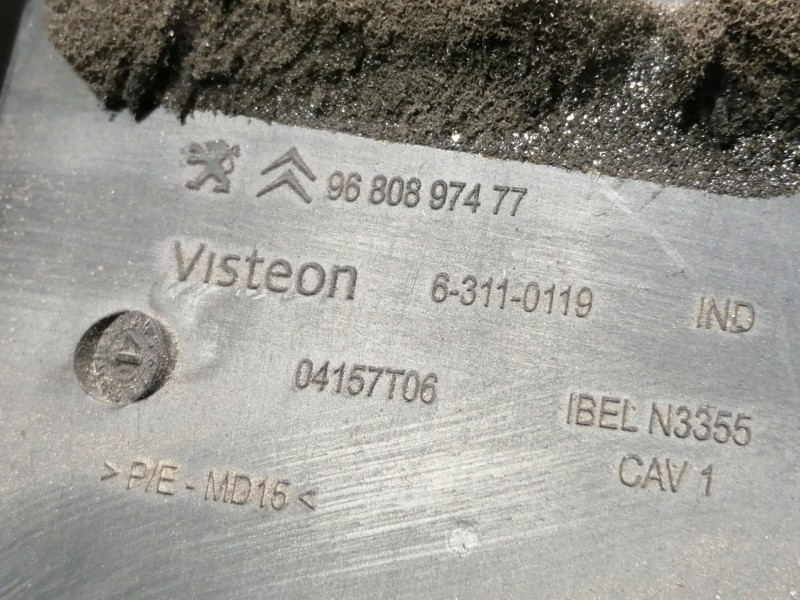 96 808 974 77
Visteon 6-311-0119 IND
04157T06
IBEL N3355
CAV 1
> P/E - MD15 <